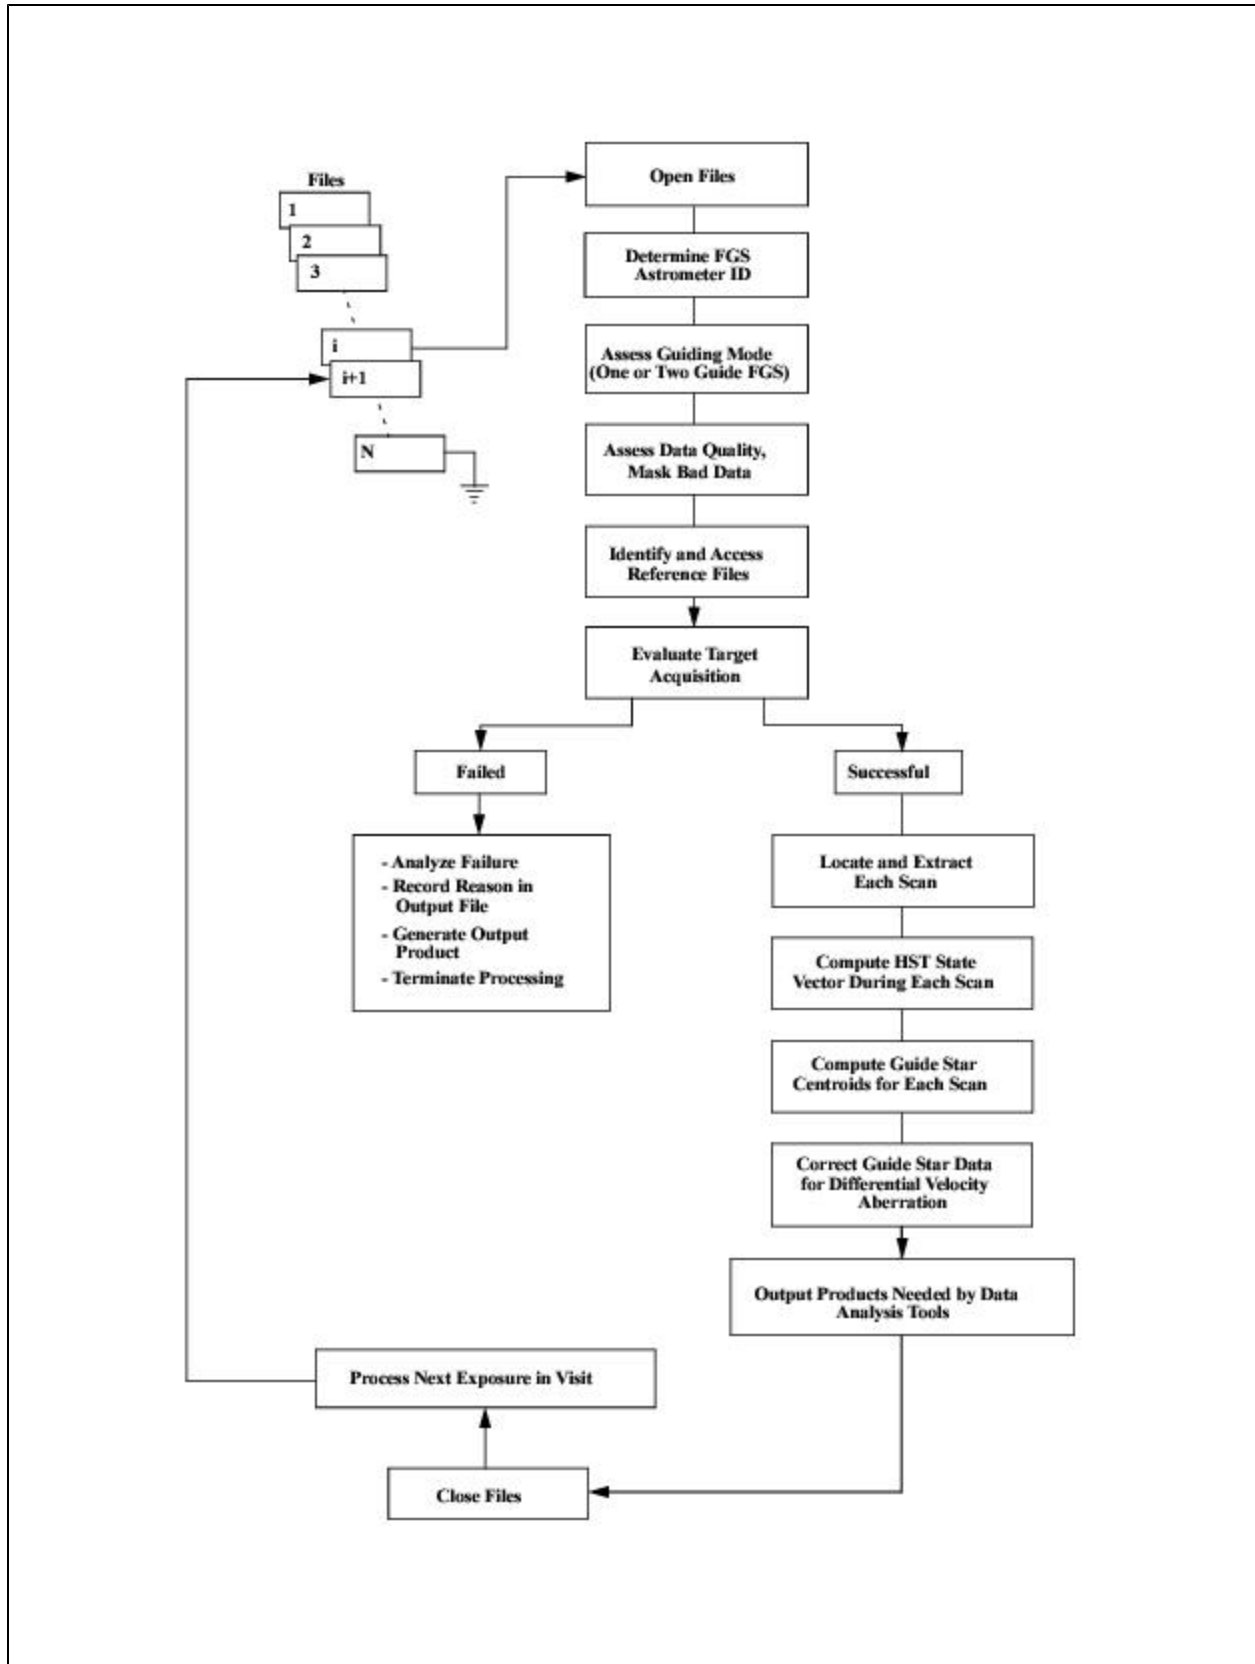 Files
1
2
3
i
i+1
N
Open Files
Determine FGS
Astrometer ID
Assess Guiding Mode
(One or Two Guide FGS)
Assess Data Quality,
Mask Bad Data
Identify and Access
Reference Files
Evaluate Target
Acquisition
Failed
Successful
- Analyze Failure
- Record Reason in
Output File
- Generate Output
Product
- Terminate Processing
Locate and Extract
Each Scan
Compute HST State
Vector During Each Scan
Compute Guide Star
Centroids for Each Scan
Correct Guide Star Data
for Differential Velocity
Aberration
Output Products Needed by Data
Analysis Tools
Process Next Exposure in Visit
Close Files